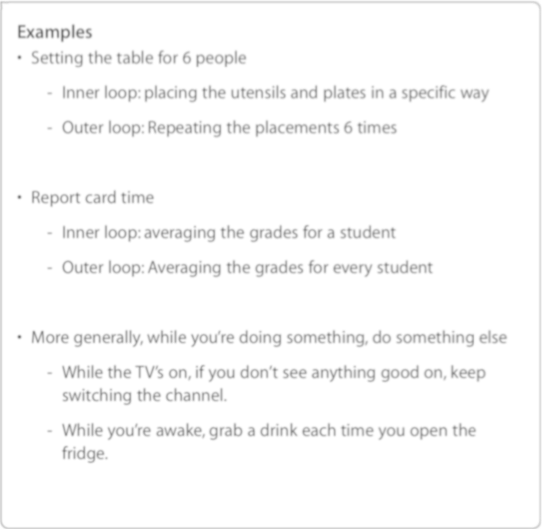 Examples
• Setting the table for 6 people
- Inner loop: placing the utensils and plates in a specific way
- Outer loop: Repeating the placements 6 times
• Report card time
- Inner loop: averaging the grades for a student
- Outer loop: Averaging the grades for every student
• More generally, while you're doing something, do something else
- While the TV's on, if you don't see anything good on, keep
switching the channel.
- While you're awake, grab a drink each time you open the
fridge.